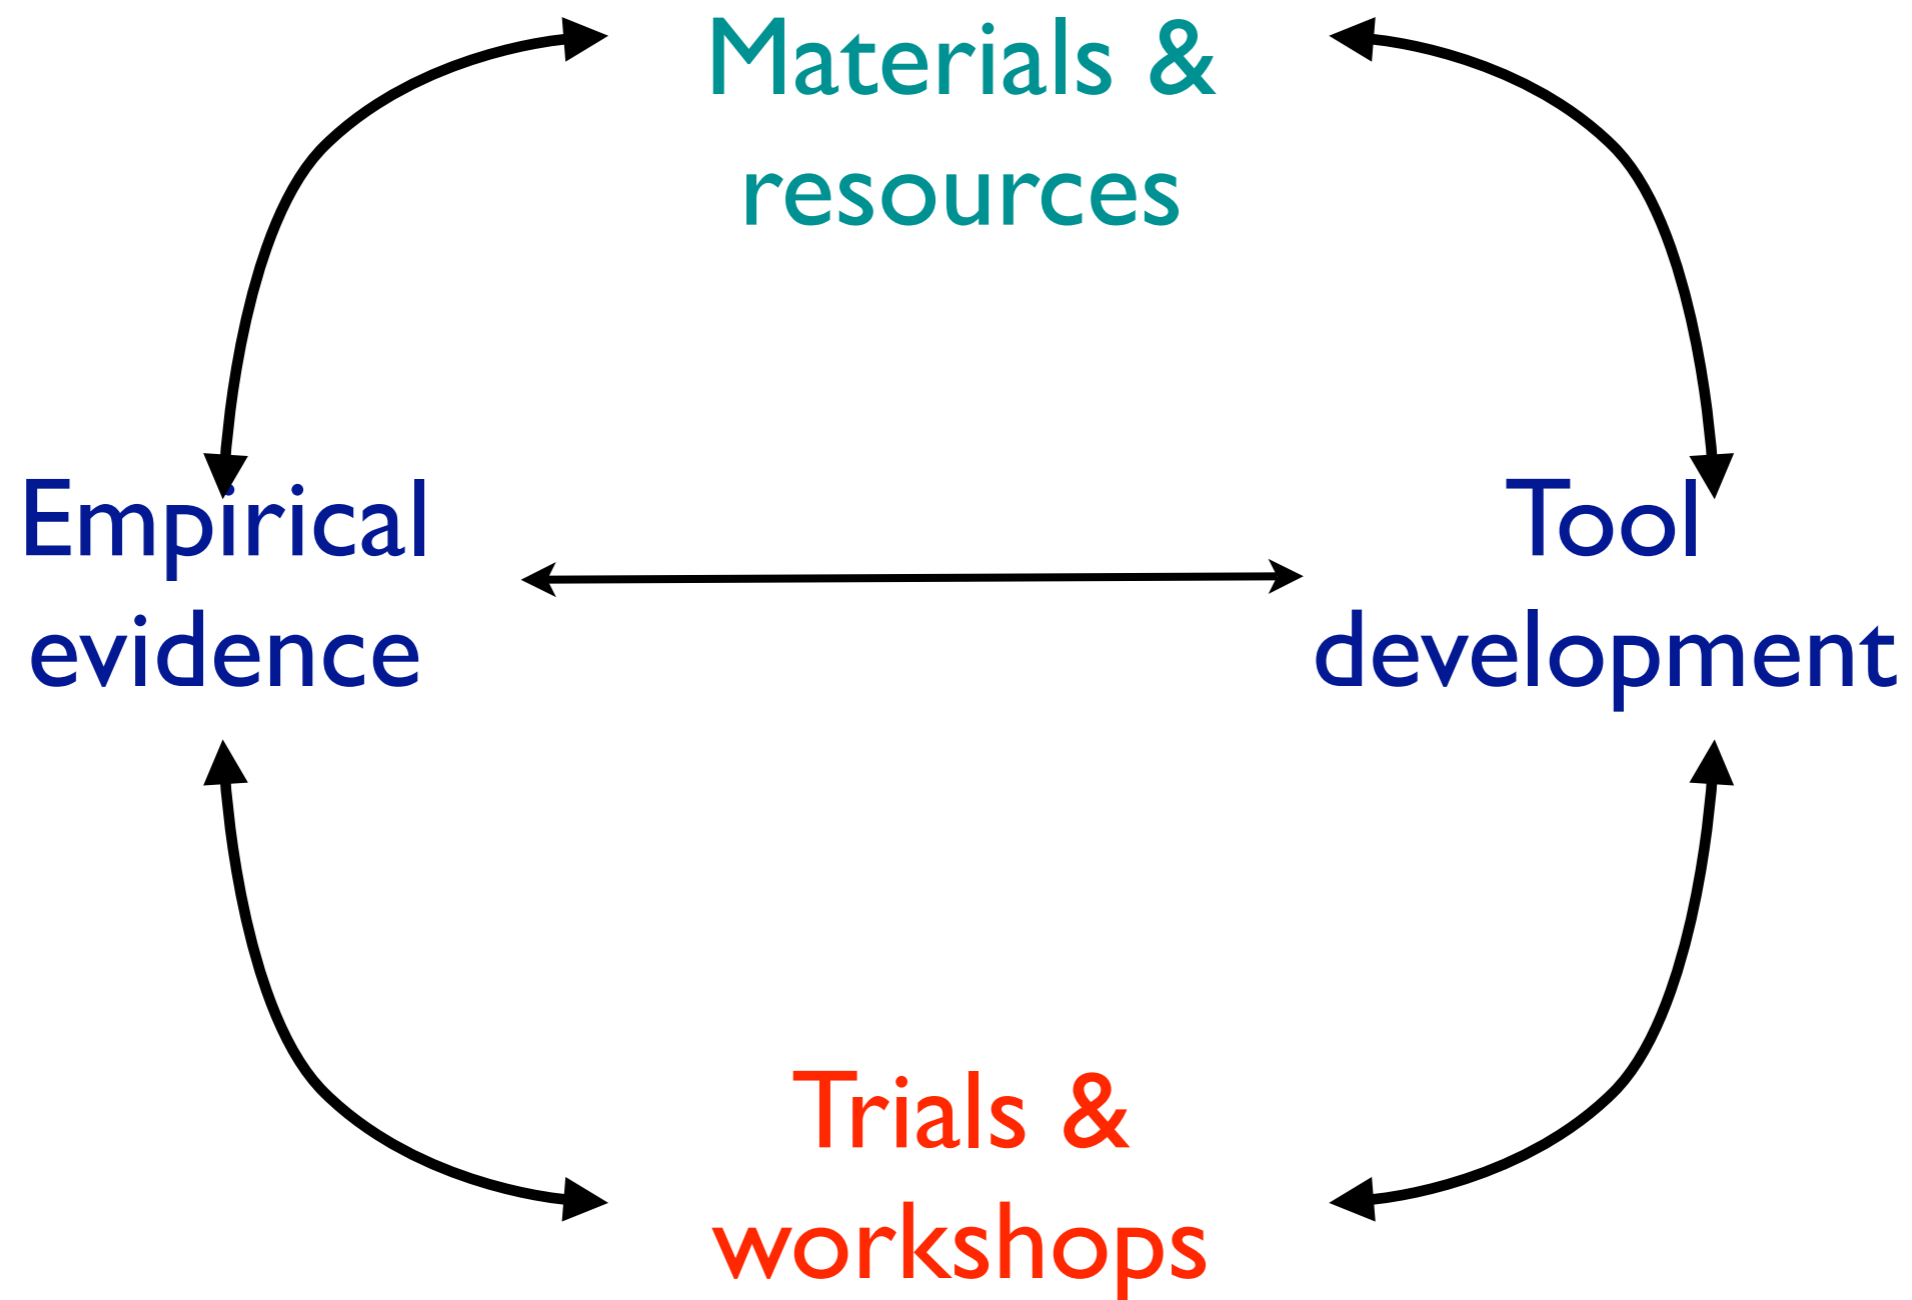 Materials &
resources
Empirical
evidence
Tool
development
Trials &
workshops